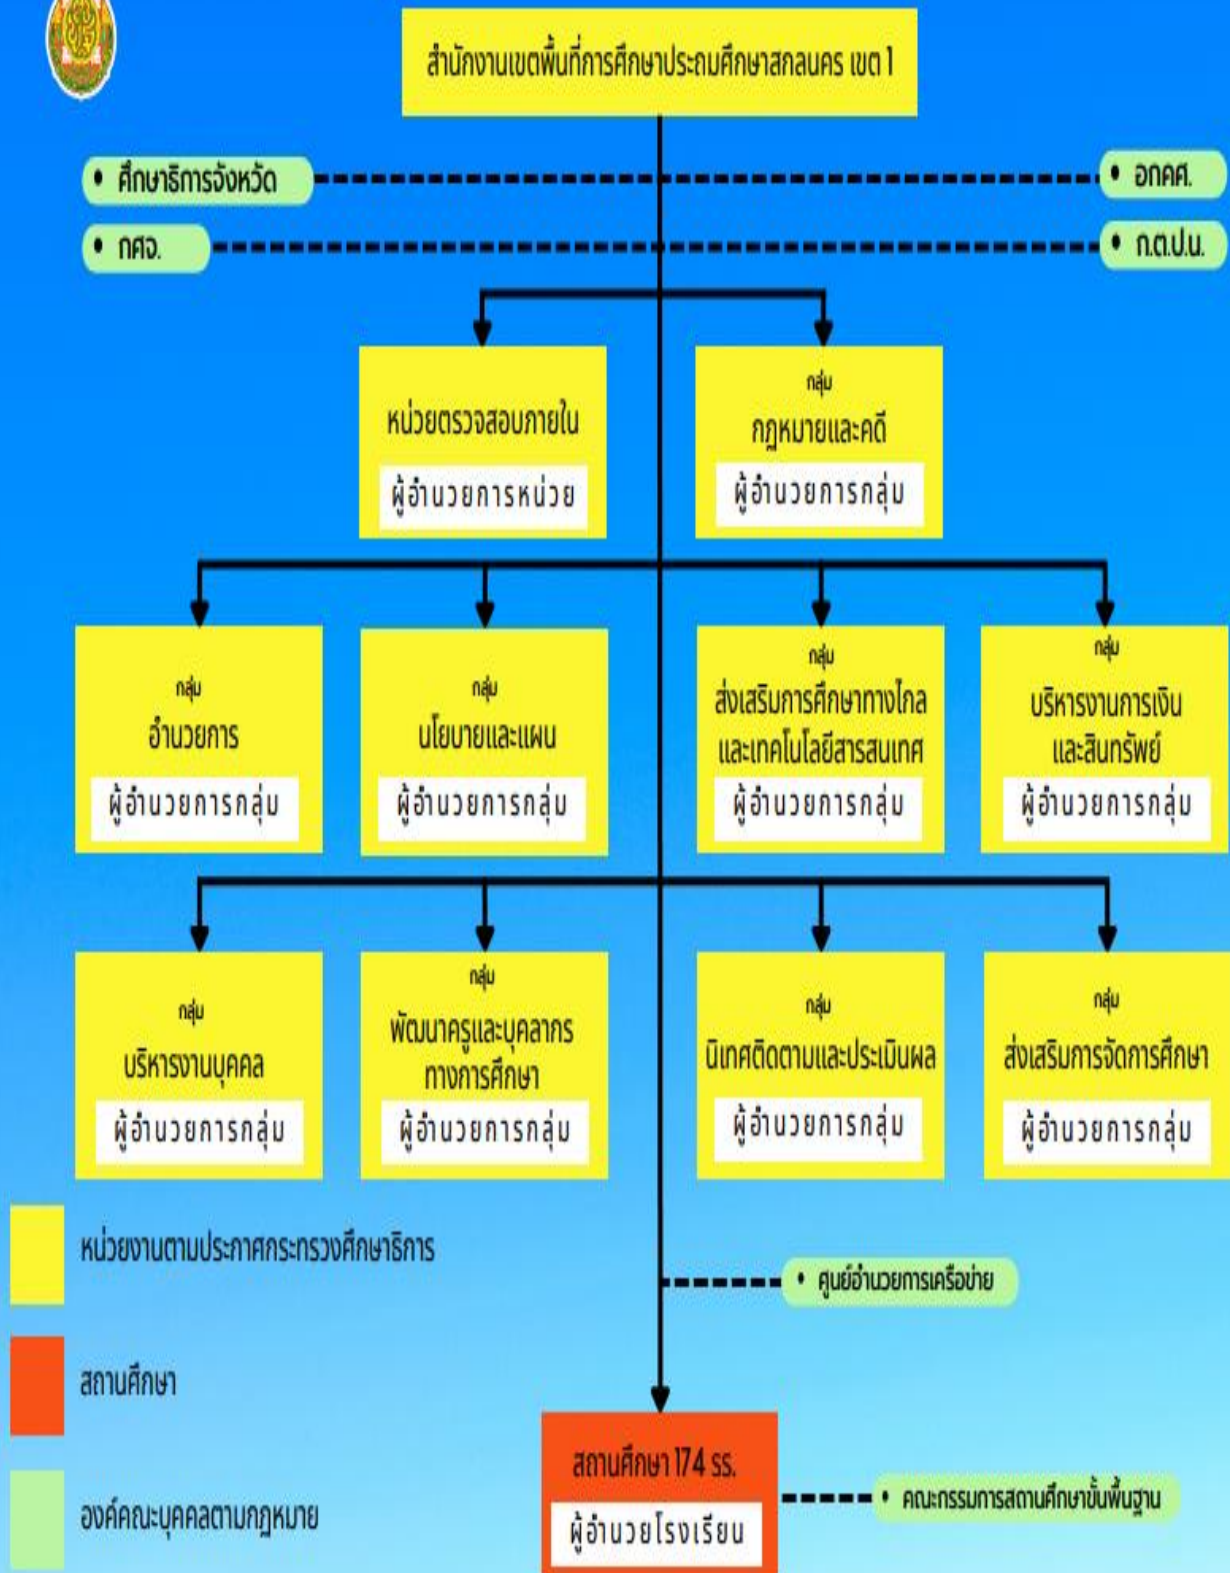 สำนักงานเขตพื้นที่การศึกษาประถมศึกษาสกลนคร เขต 1
• ศึกษาธิการจังหวัด
• อกคศ.
• กศจ.
• ก.ต.ป.น.
หน่วยตรวจสอบภายใน
ผู้อำนวยการหน่วย
กลุ่ม
กฎหมายและคดี
ผู้อำนวยการกลุ่ม
กลุ่ม
อำนวยการ
ผู้อำนวยการกลุ่ม
กลุ่ม
นโยบายและแผน
ผู้อำนวยการกลุ่ม
กลุ่ม
ส่งเสริมการศึกษาทางไกล
และเทคโนโลยีสารสนเทศ
ผู้อำนวยการกลุ่ม
กลุ่ม
บริหารงานการเงิน
และสินทรัพย์
ผู้อำนวยการกลุ่ม
กลุ่ม
บริหารงานบุคคล
ผู้อำนวยการกลุ่ม
กลุ่ม
พัฒนาครูและบุคลากร
ทางการศึกษา
ผู้อำนวยการกลุ่ม
กลุ่ม
นิเทศติดตามและประเมินผล
ผู้อำนวยการกลุ่ม
กลุ่ม
ส่งเสริมการจัดการศึกษา
ผู้อำนวยการกลุ่ม
หน่วยงานตามประกาศกระทรวงศึกษาธิการ
• ศูนย์อำนวยการเครือข่าย
สถานศึกษา
สถานศึกษา 174 รร.
ผู้อำนวยโรงเรียน
• คณะกรรมการสถานศึกษาขั้นพื้นฐาน
องค์คณะบุคคลตามกฎหมาย